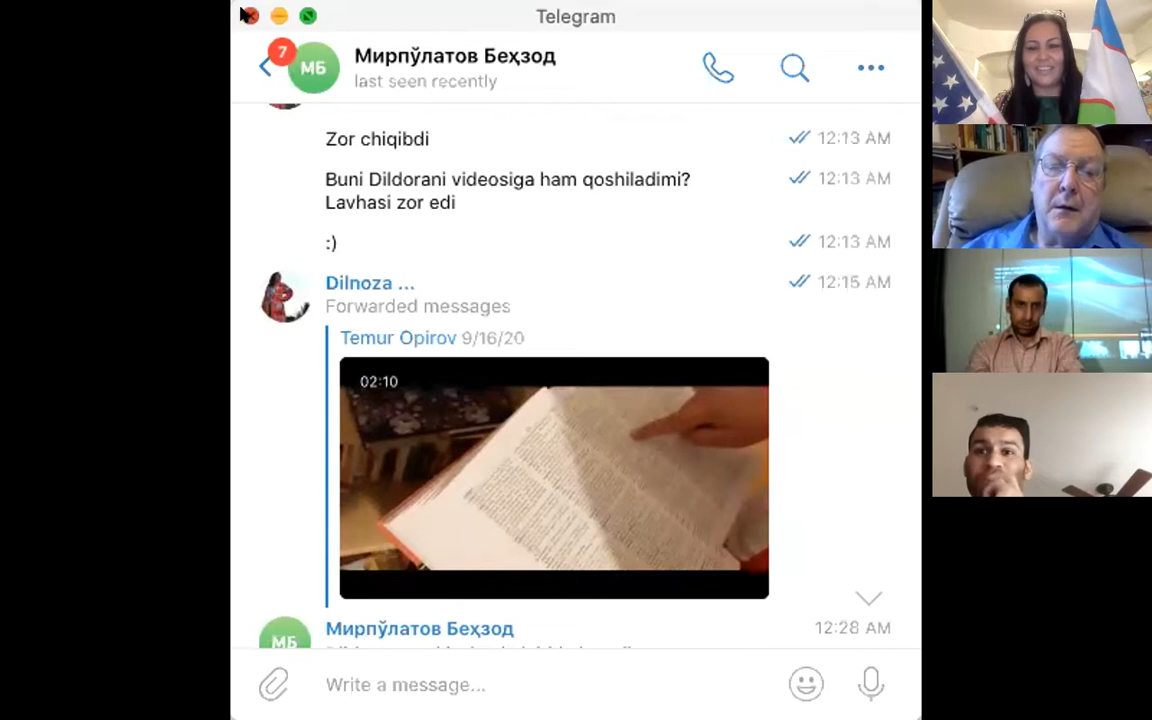 Telegram
7
МБ
Мирпўлатов Беҳзод
last seen recently
Zor chiqibdi
12:13 AM
Buni Dildorani videosiga ham qoshiladimi?
12:13 AM
Lavhasi zor edi
:)
12:13 AM
Dilnoza ...
12:15 AM
Forwarded messages
Temur Opirov 9/16/20
02:10
МБ
Мирпўлатов Беҳзод
12:28 AM
Write a message...